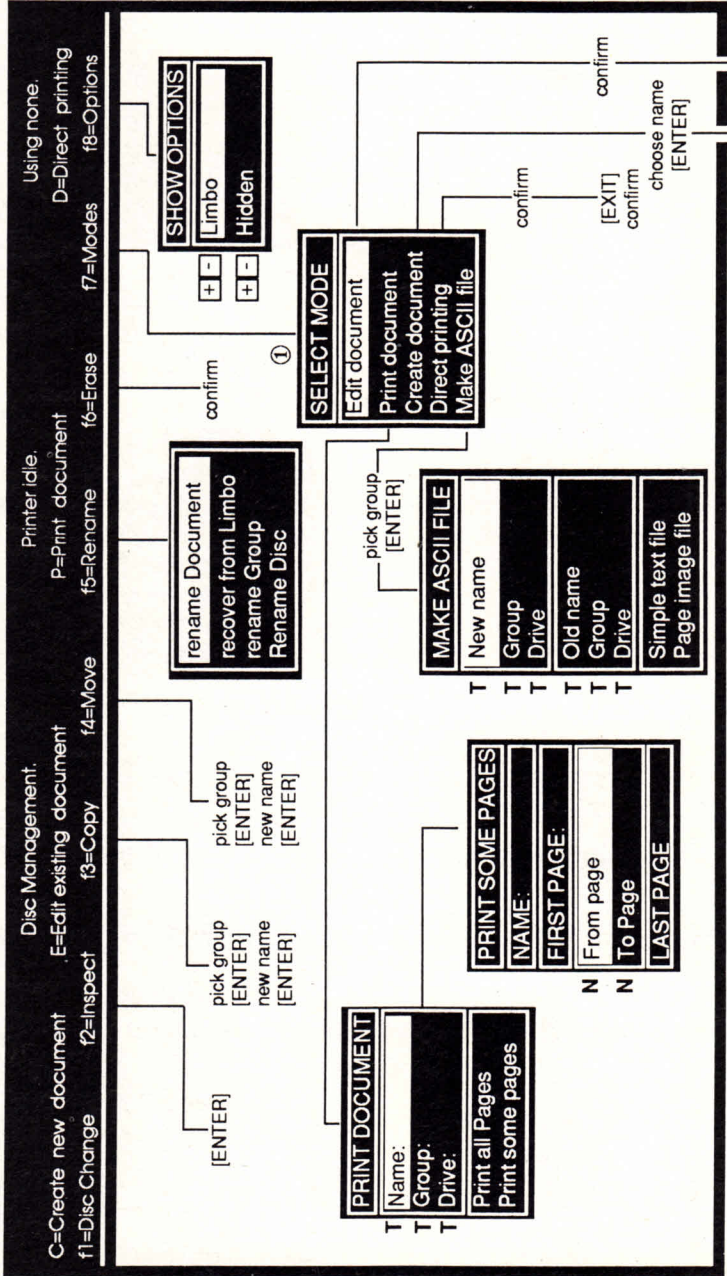 Disc Management. Printer idle. Using none.
C=Create new document E=Edit existing document P=Print document D=Direct printing
f1=Disc Change f2=Inspect f3=Copy f4=Move f5=Rename f6=Erase f7=Modes f8=Options
[ENTER]
pick group
[ENTER]
new name
[ENTER]
pick group
[ENTER]
new name
[ENTER]
rename Document
recover from Limbo
rename Group
Rename Disc
confirm
SHOW OPTIONS
+ - Limbo
+ - Hidden
①
SELECT MODE
Edit document
Print document
Create document
Direct printing
Make ASCII file
confirm
choose name
[ENTER]
confirm
[EXIT]
confirm
pick group
[ENTER]
MAKE ASCII FILE
T New name
T Group
T Drive
T Old name
T Group
T Drive
Simple text file
Page image file
PRINT DOCUMENT
T Name:
T Group:
T Drive:
Print all Pages
Print some pages
PRINT SOME PAGES
NAME:
FIRST PAGE:
N From page
N To Page
LAST PAGE